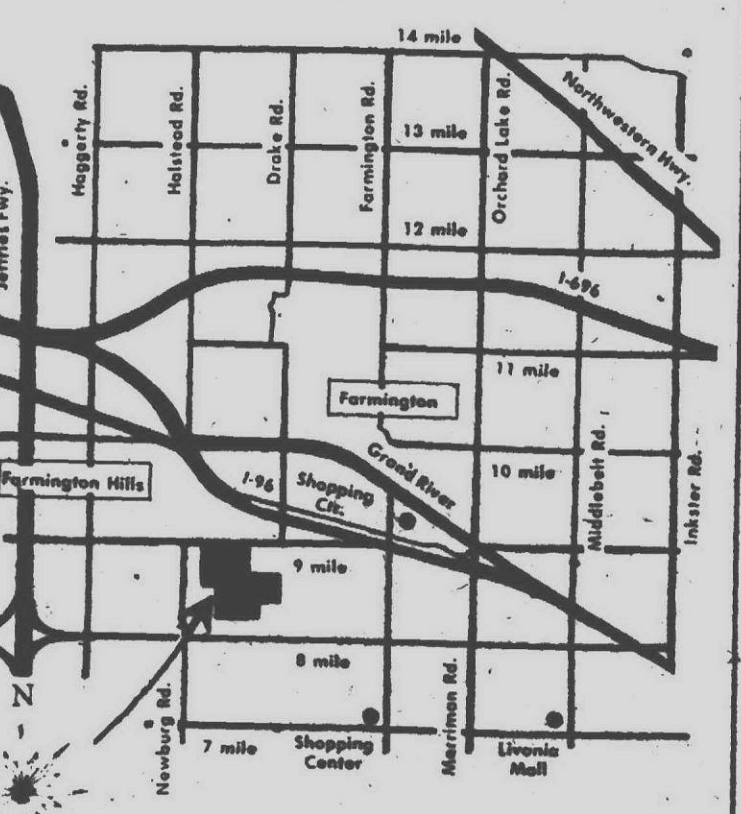 14 mile
Northwestern Hwy.
Haggerty Rd.
Halstead Rd.
Drake Rd.
Farmington Rd.
13 mile
Orchard Lake Rd.
Jeffries Fwy.
12 mile
I-696
11 mile
Farmington
Grand River
10 mile
Middlebelt Rd.
Inkster Rd.
Farmington Hills
I-96
Shopping
Ctr.
9 mile
8 mile
N
Newburg Rd.
7 mile
Shopping
Center
Merriman Rd.
Livonia
Mall